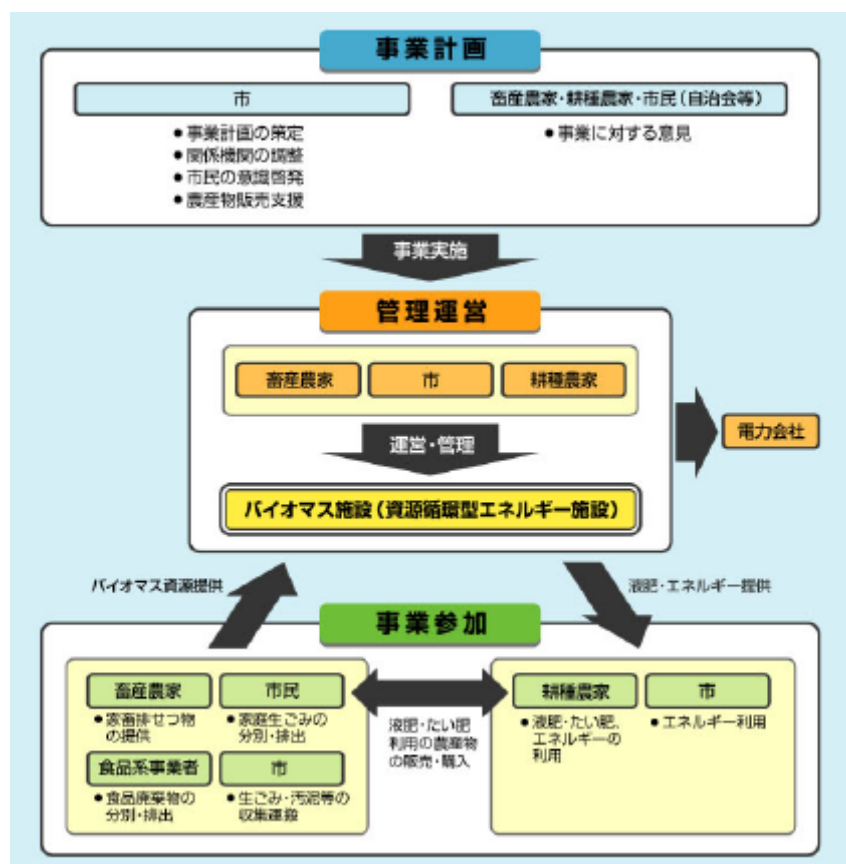 事業計画
市
●事業計画の策定
●関係機関の調整
●市民の意識啓発
●農産物販売支援
畜産農家・耕種農家・市民(自治会等)
●事業に対する意見
事業実施
管理運営
畜産農家
市
耕種農家
運営・管理
バイオマス施設(資源循環型エネルギー施設)
電力会社
バイオマス資源提供
液肥・エネルギー提供
事業参加
畜産農家
●家畜排せつ物
の提供
市民
●家庭生ごみの
分別・排出
食品系事業者
●食品廃棄物の
分別・排出
市
●生ごみ・汚泥等の
収集運搬
液肥・たい肥
利用の農産物
の販売・購入
耕種農家
●液肥・たい肥、
エネルギーの
利用
市
●エネルギー利用